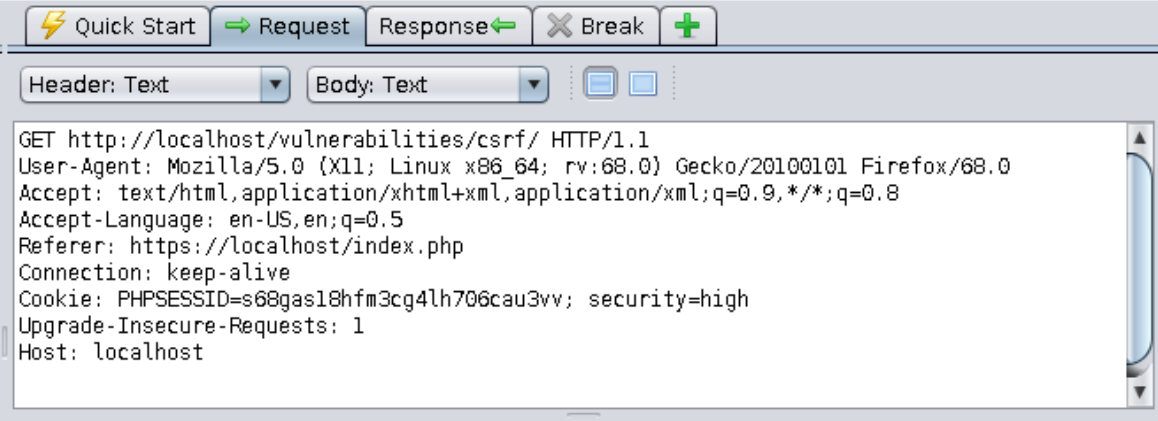 Quick Start Request Response Break
Header: Text Body: Text
GET http://localhost/vulnerabilities/csrf/ HTTP/1.1
User-Agent: Mozilla/5.0 (X11; Linux x86_64; rv:68.0) Gecko/20100101 Firefox/68.0
Accept: text/html,application/xhtml+xml,application/xml;q=0.9,*/*;q=0.8
Accept-Language: en-US,en;q=0.5
Referer: https://localhost/index.php
Connection: keep-alive
Cookie: PHPSESSID=s68gasl8hfm3cg4lh706cau3vv; security=high
Upgrade-Insecure-Requests: 1
Host: localhost